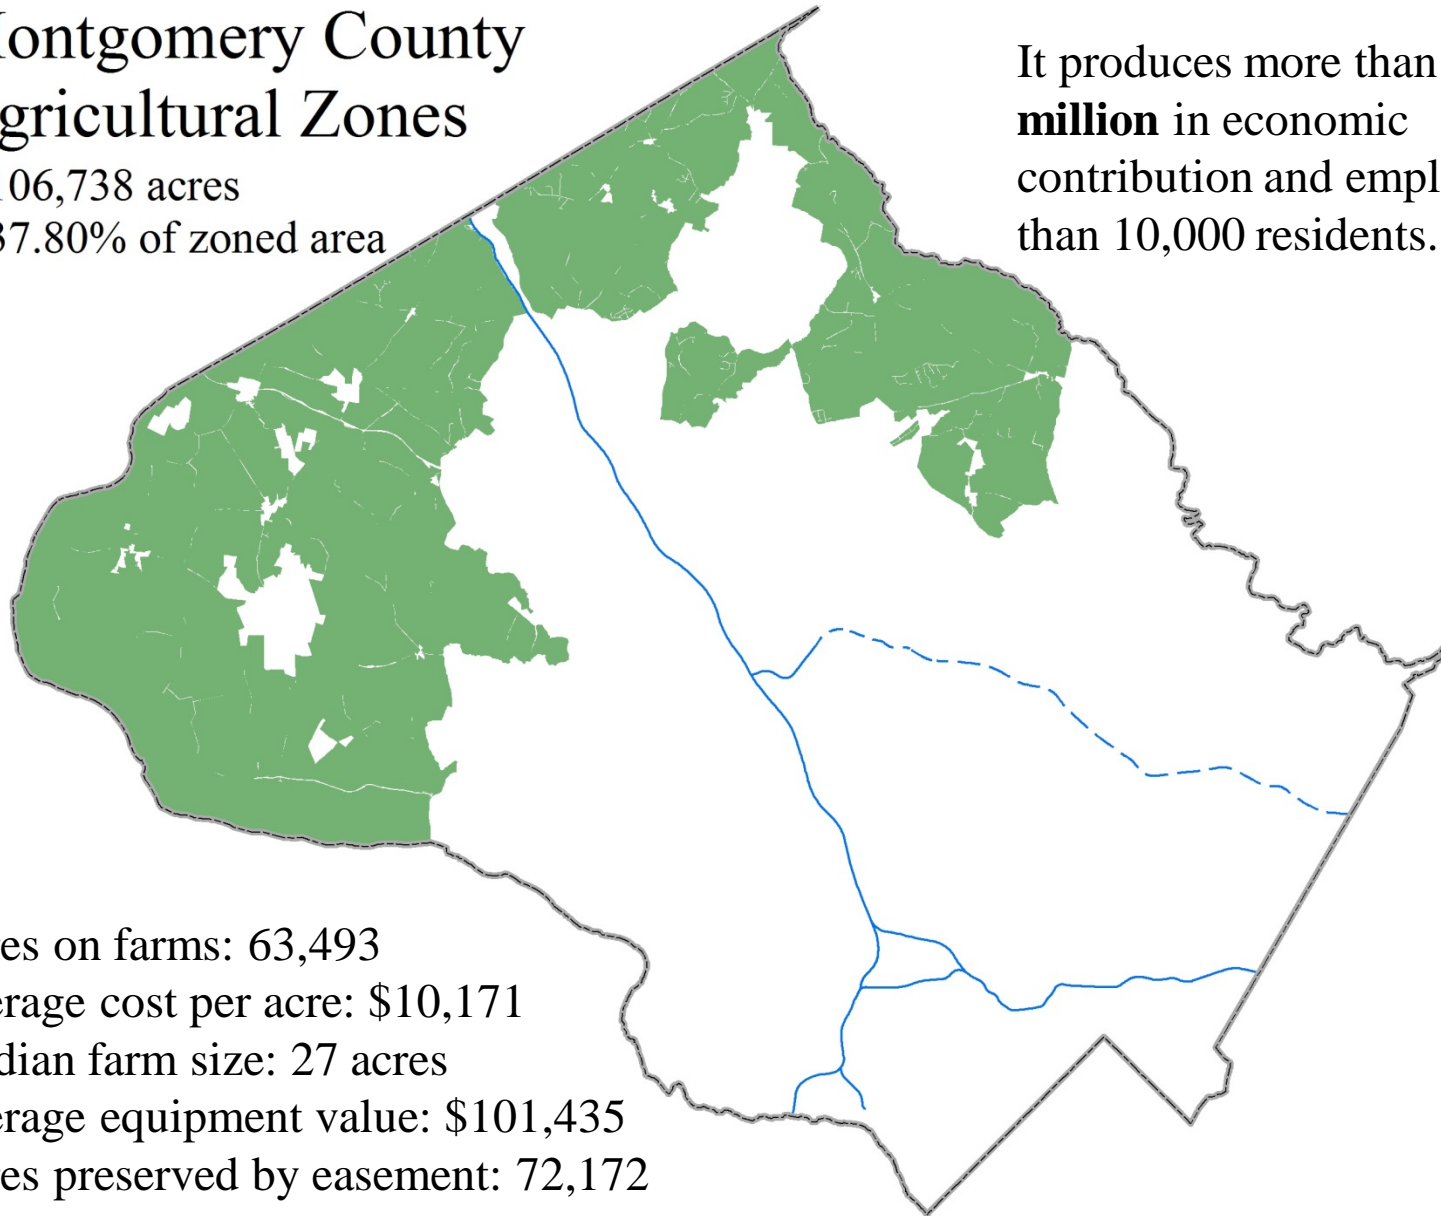 ontgomery County
gricultural Zones
06,738 acres
37.80% of zoned area
It produces more than
million in economic
contribution and empl
than 10,000 residents.
es on farms: 63,493
erage cost per acre: $10,171
dian farm size: 27 acres
erage equipment value: $101,435
es preserved by easement: 72,172